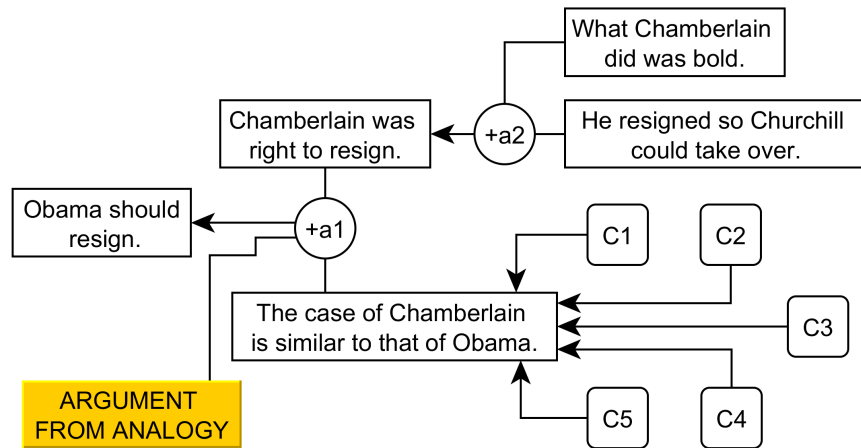 What Chamberlain
did was bold.
Chamberlain was
right to resign.
+a2
He resigned so Churchill
could take over.
Obama should
resign.
+a1
C1
C2
The case of Chamberlain
is similar to that of Obama.
C3
ARGUMENT
FROM ANALOGY
C5
C4